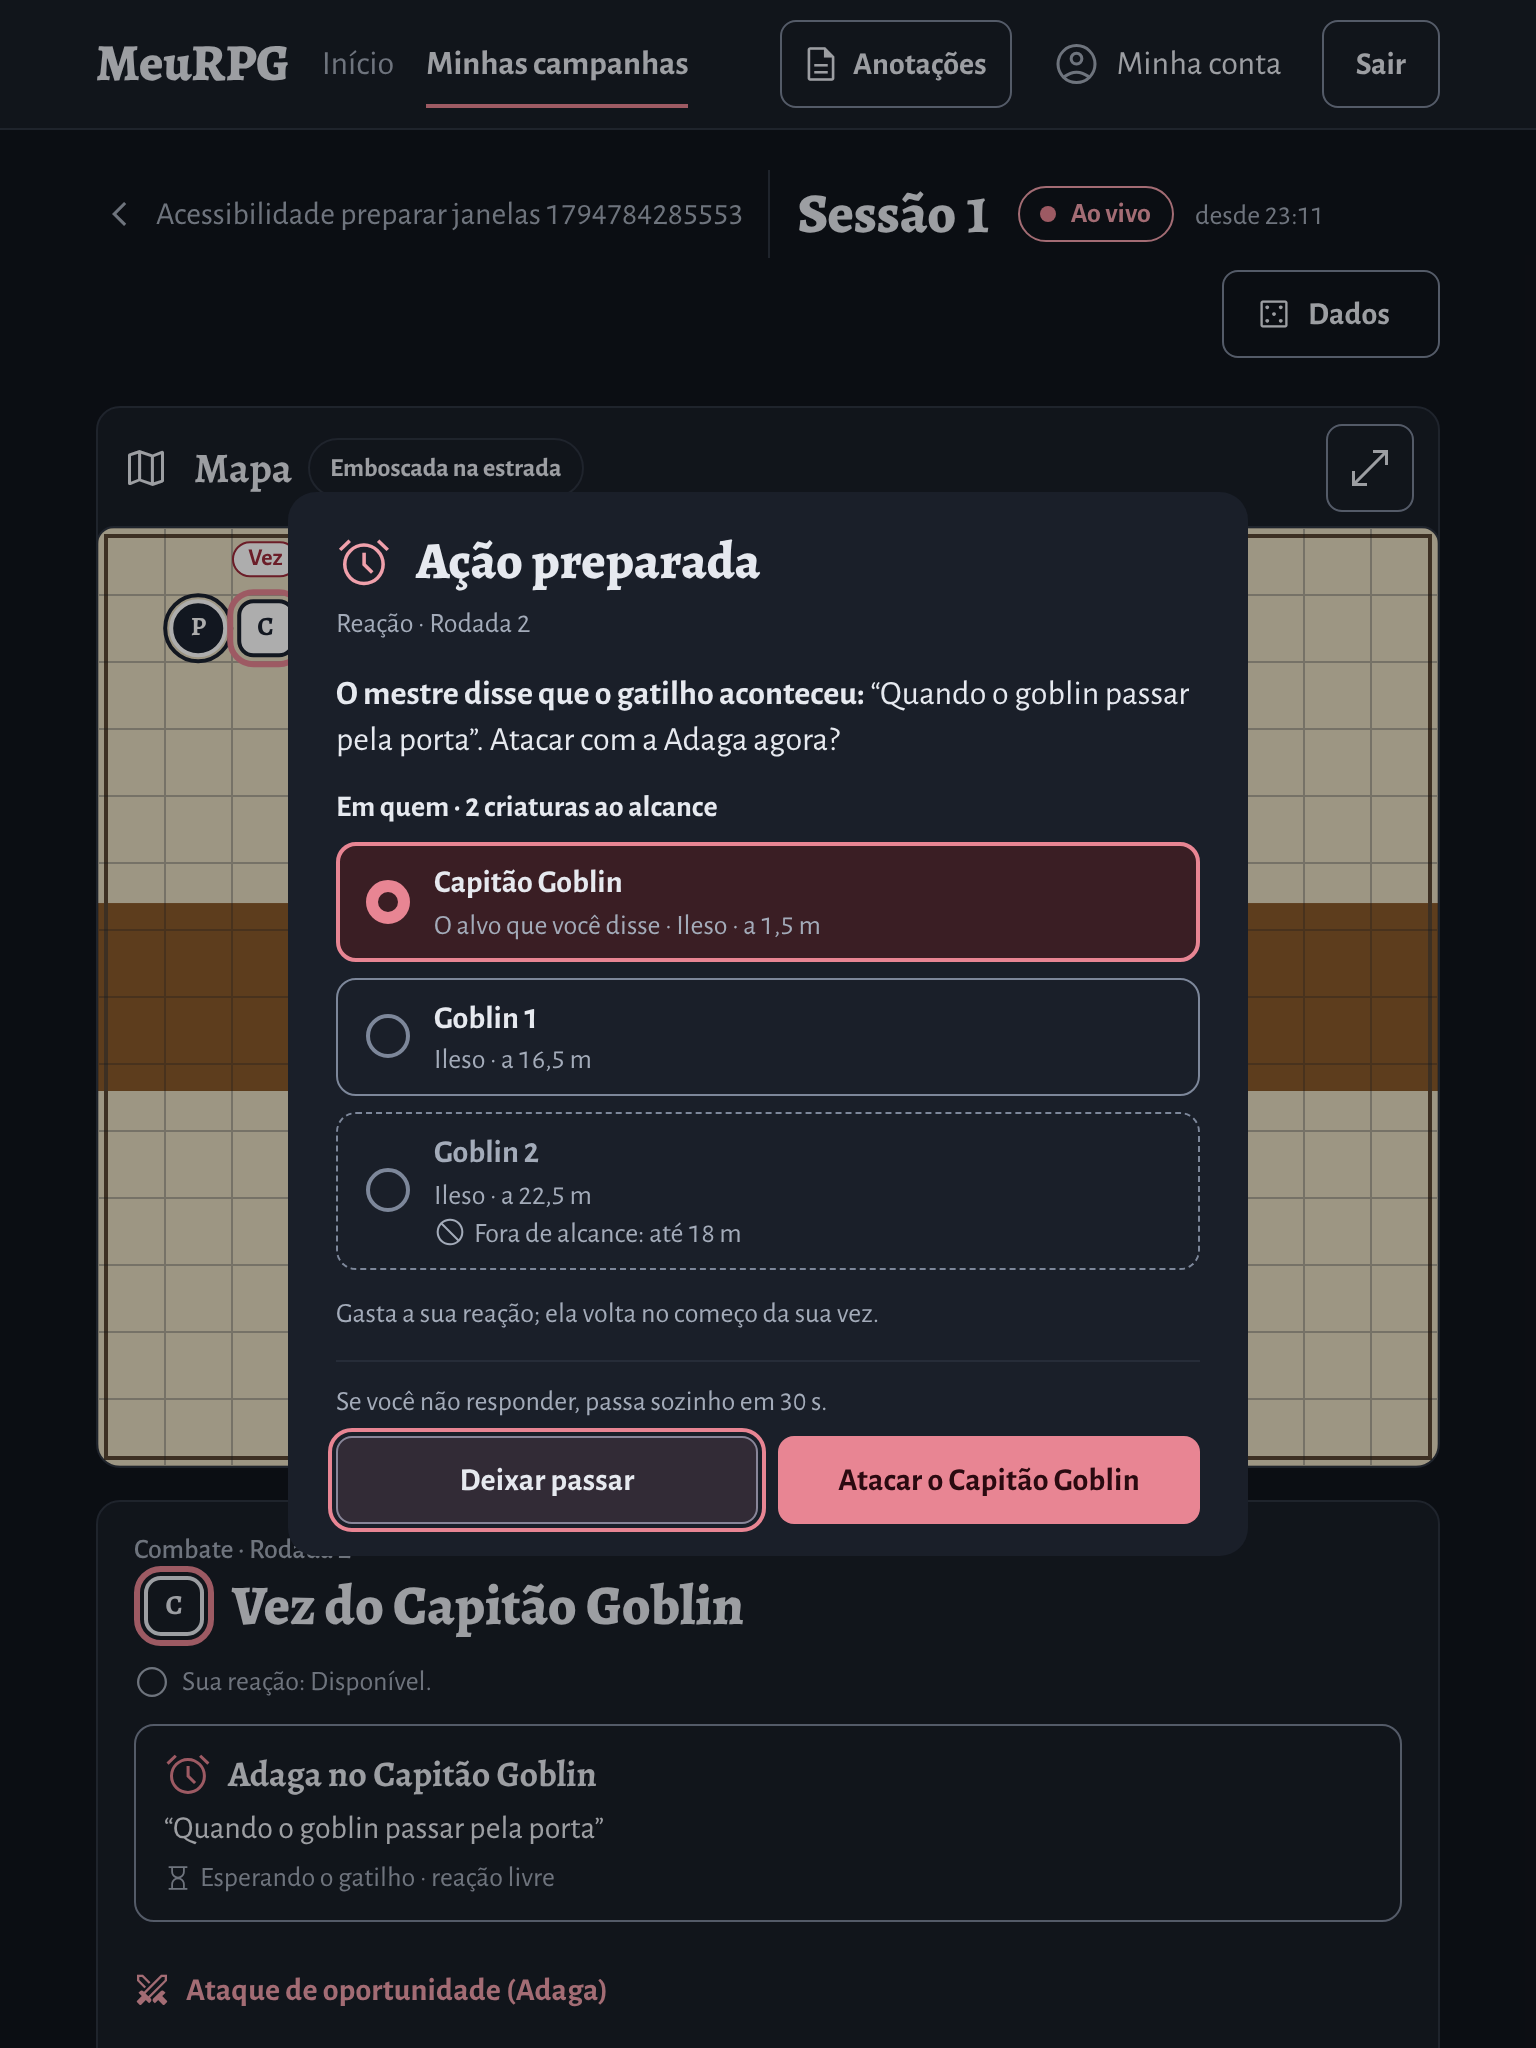 MeuRPG Início Minhas campanhas Anotações Minha conta Sair
Acessibilidade preparar janelas 1794784285553 Sessão 1 Ao vivo desde 23:11
Dados
Mapa Emboscada na estrada
Vez
P C
Ação preparada
Reação · Rodada 2
O mestre disse que o gatilho aconteceu: “Quando o goblin passar
pela porta”. Atacar com a Adaga agora?
Em quem · 2 criaturas ao alcance
Capitão Goblin
O alvo que você disse · Ileso · a 1,5 m
Goblin 1
Ileso · a 16,5 m
Goblin 2
Ileso · a 22,5 m
Fora de alcance: até 18 m
Gasta a sua reação; ela volta no começo da sua vez.
Se você não responder, passa sozinho em 30 s.
Deixar passar Atacar o Capitão Goblin
Combate · Rodada 2
C Vez do Capitão Goblin
Sua reação: Disponível.
Adaga no Capitão Goblin
“Quando o goblin passar pela porta”
Esperando o gatilho · reação livre
Ataque de oportunidade (Adaga)